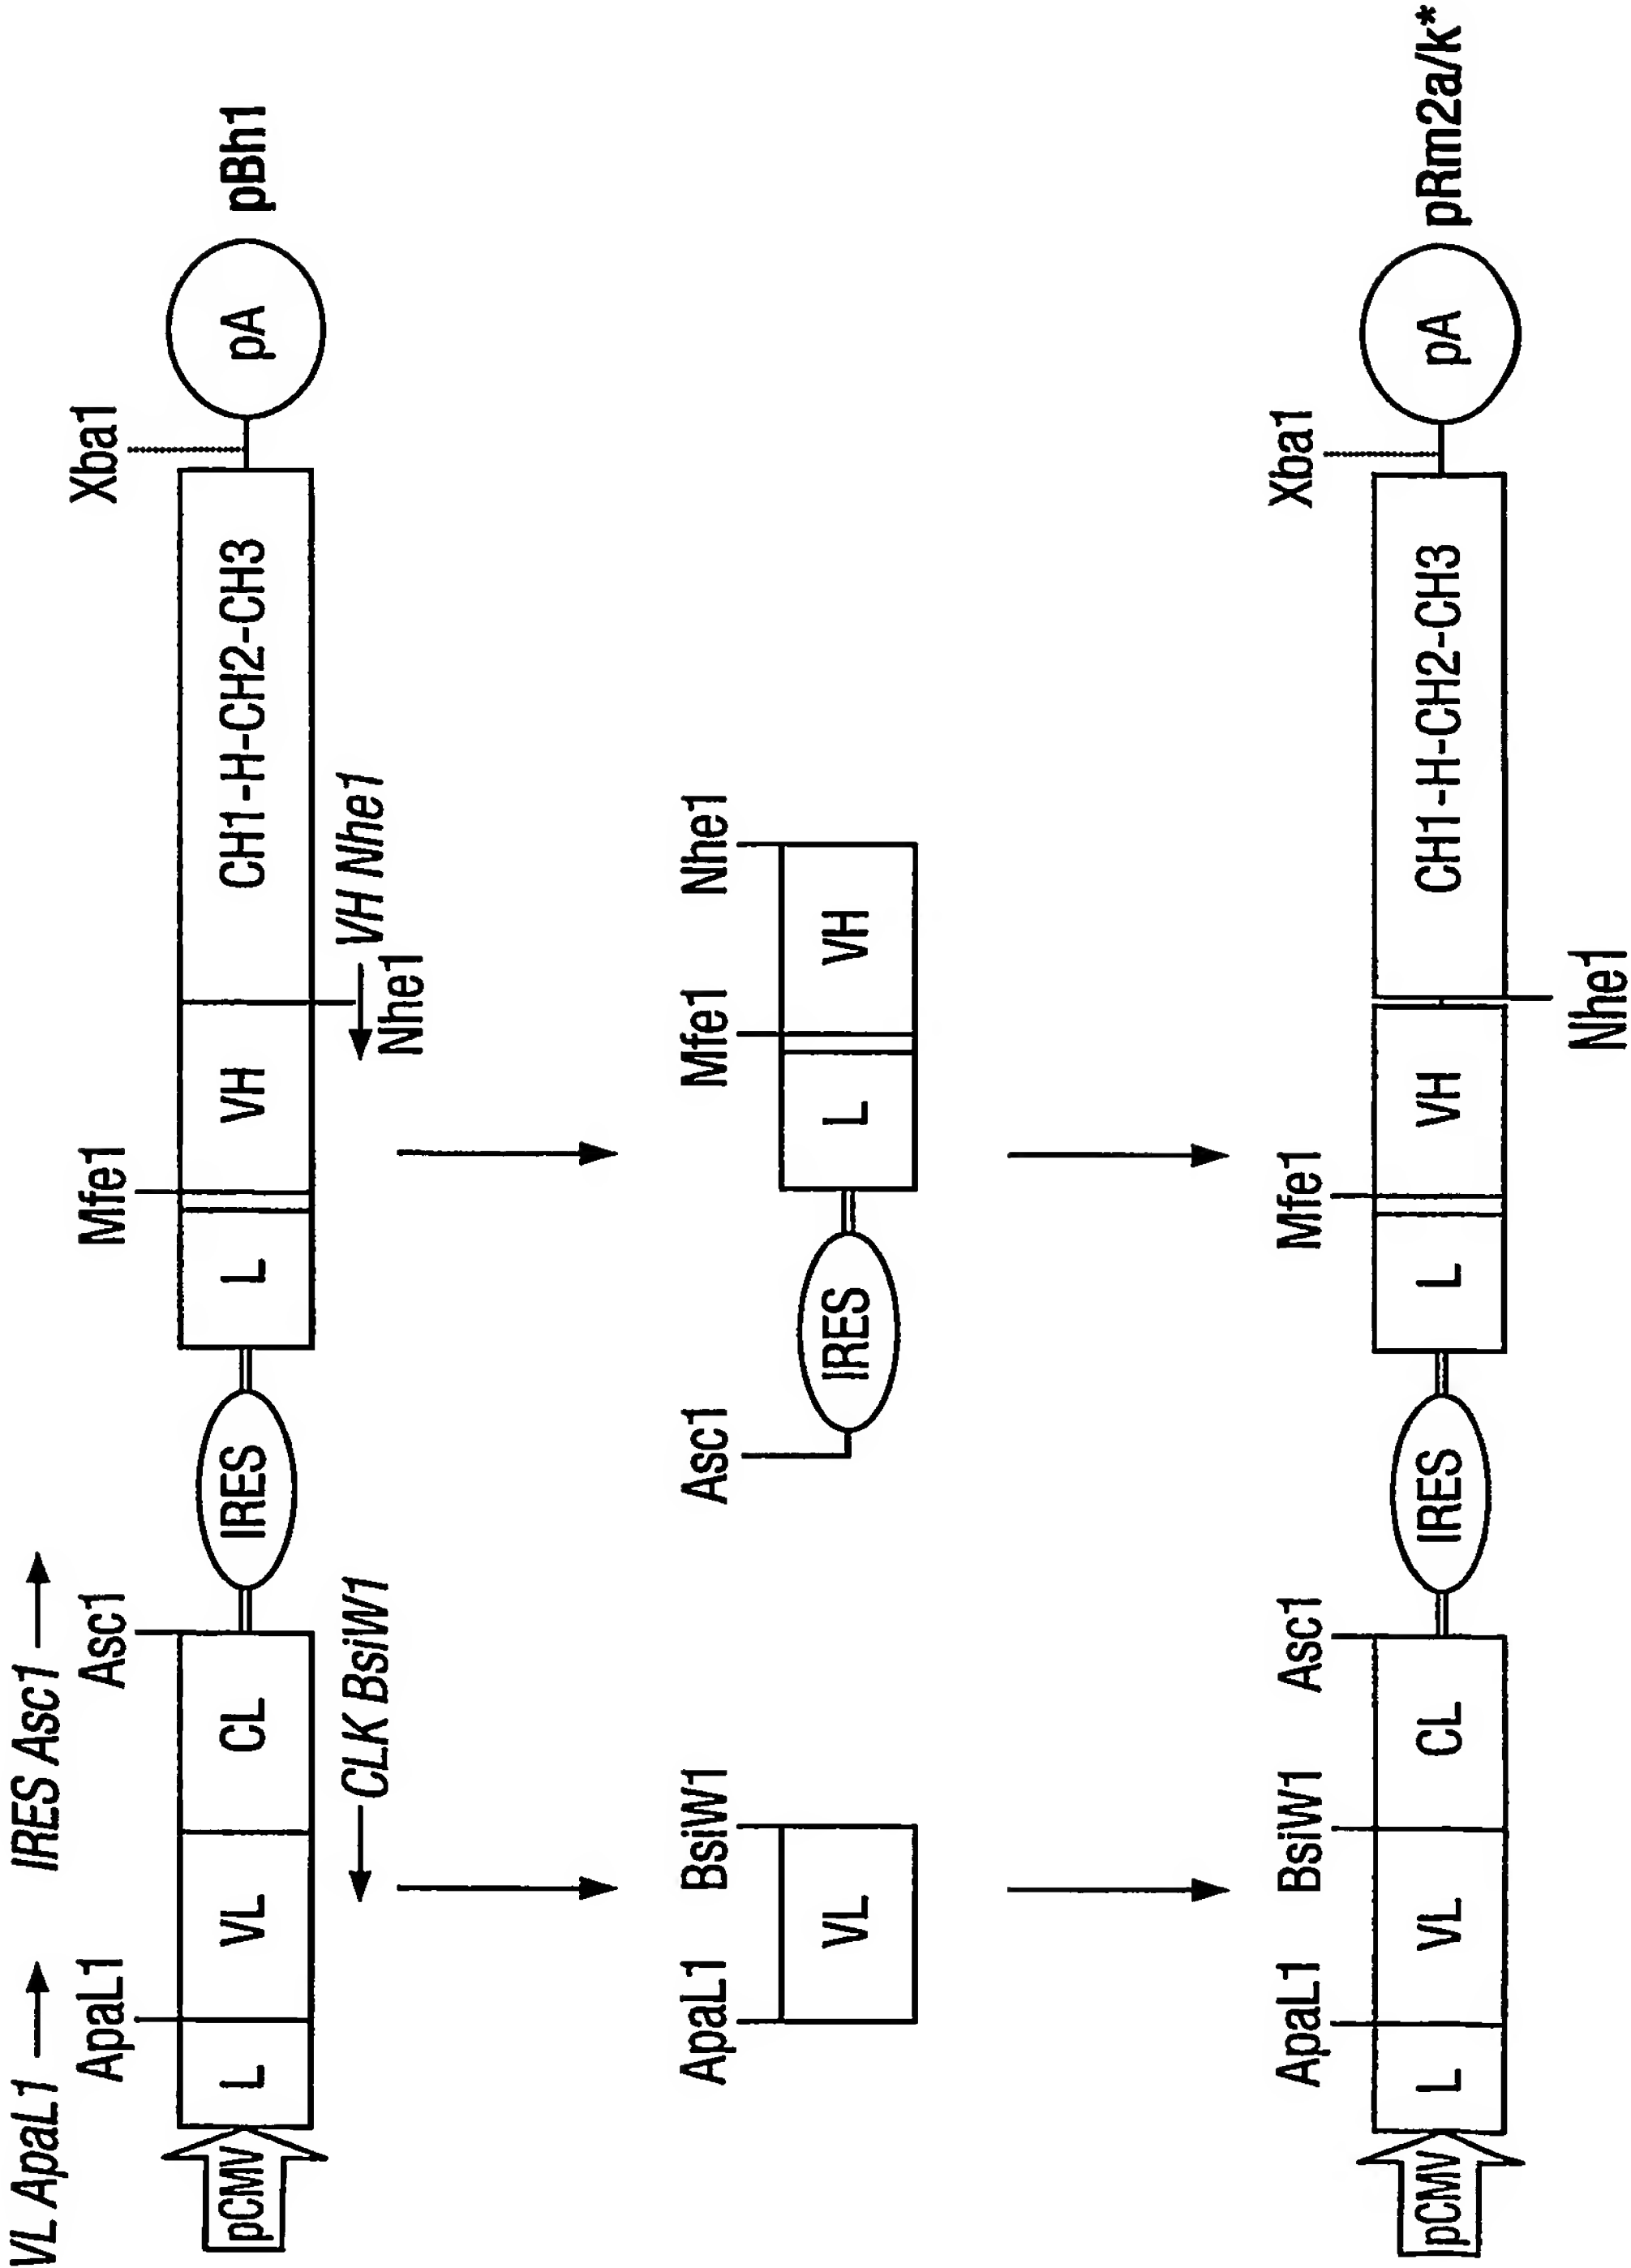 VL ApaL1 → IRES Asc1 →
ApaL1 Asc1 Mfe1 Xba1
pCMV L VL CL IRES L VH CH1-H-CH2-CH3 pA pBh1
← CLK BsiW1 ← VH Nhe1
Nhe1
ApaL1 BsiW1 Asc1 Mfe1 Nhe1
VL IRES L VH
ApaL1 BsiW1 Asc1 Mfe1 Xba1
pCMV L VL CL IRES L VH CH1-H-CH2-CH3 pA pRm2a/k*
Nhe1